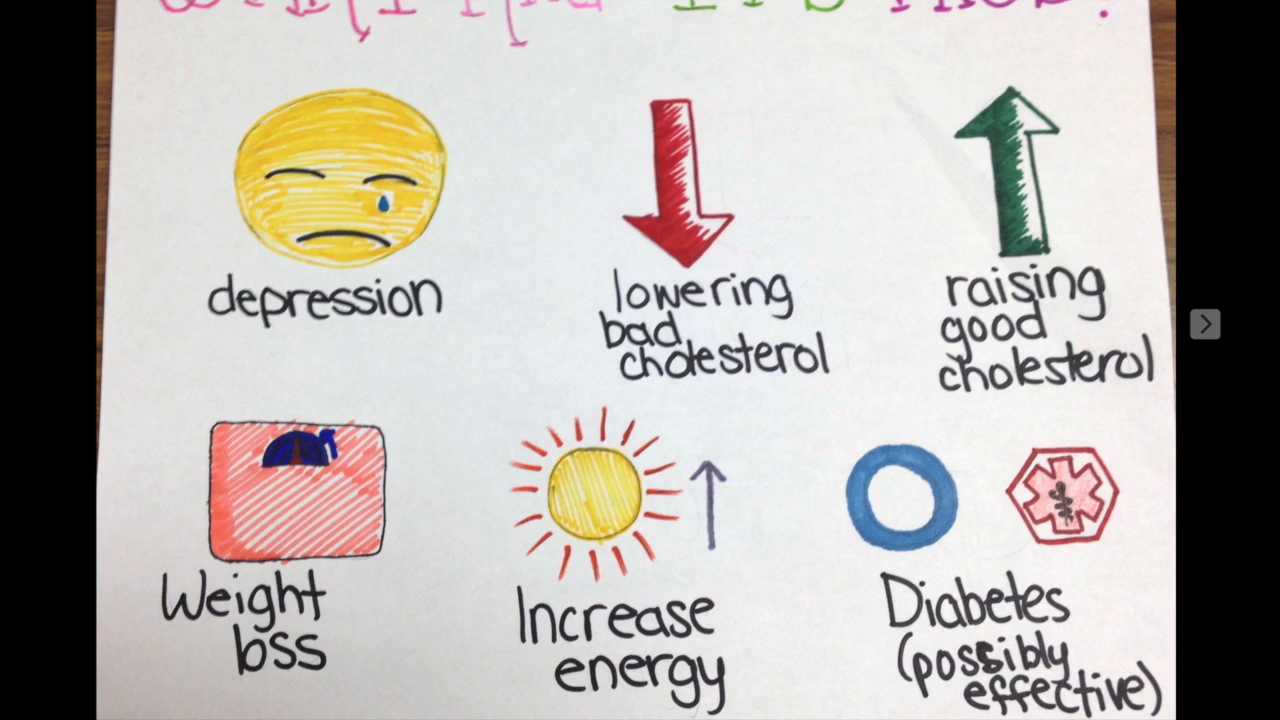 depression
lowering
bad
cholesterol
raising
good
cholesterol
Weight
loss
Increase
energy
Diabetes
(possibly
effective)